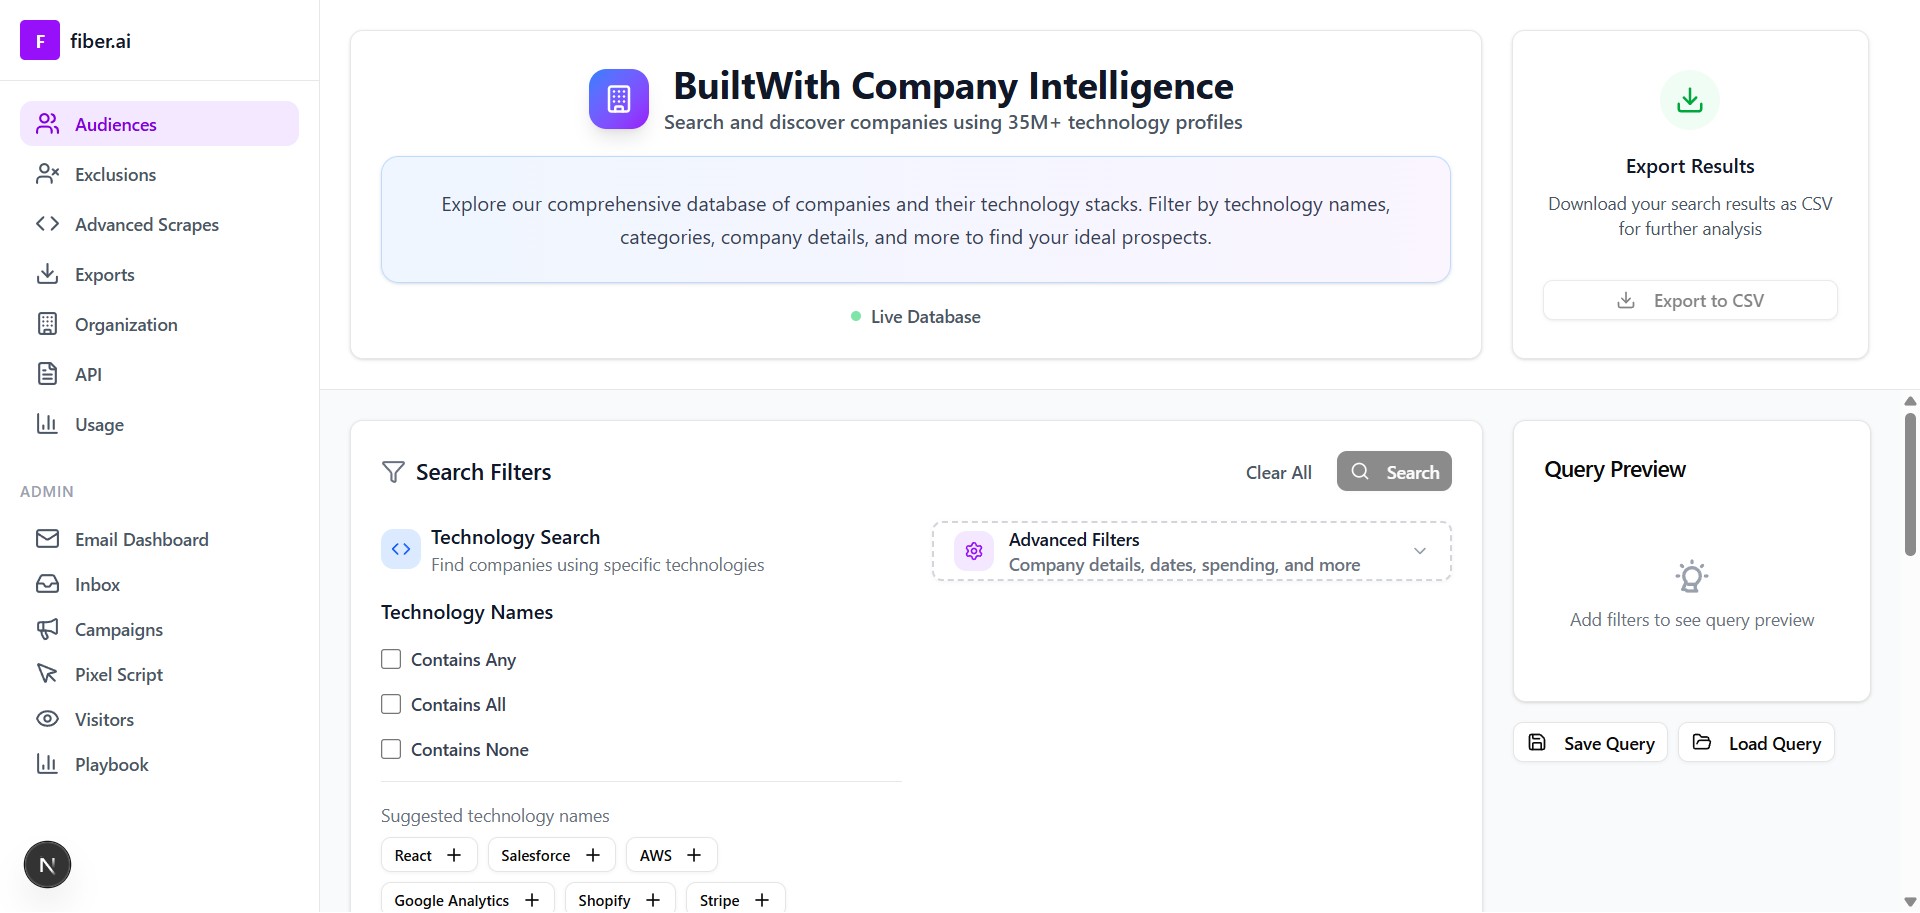 F fiber.ai
Audiences
Exclusions
Advanced Scrapes
Exports
Organization
API
Usage
ADMIN
Email Dashboard
Inbox
Campaigns
Pixel Script
Visitors
Playbook
N
BuiltWith Company Intelligence
Search and discover companies using 35M+ technology profiles
Explore our comprehensive database of companies and their technology stacks. Filter by technology names,
categories, company details, and more to find your ideal prospects.
Live Database
Export Results
Download your search results as CSV
for further analysis
Export to CSV
Search Filters
Clear All
Search
Technology Search
Find companies using specific technologies
Advanced Filters
Company details, dates, spending, and more
Technology Names
Contains Any
Contains All
Contains None
Suggested technology names
React +
Salesforce +
AWS +
Google Analytics +
Shopify +
Stripe +
Query Preview
Add filters to see query preview
Save Query
Load Query